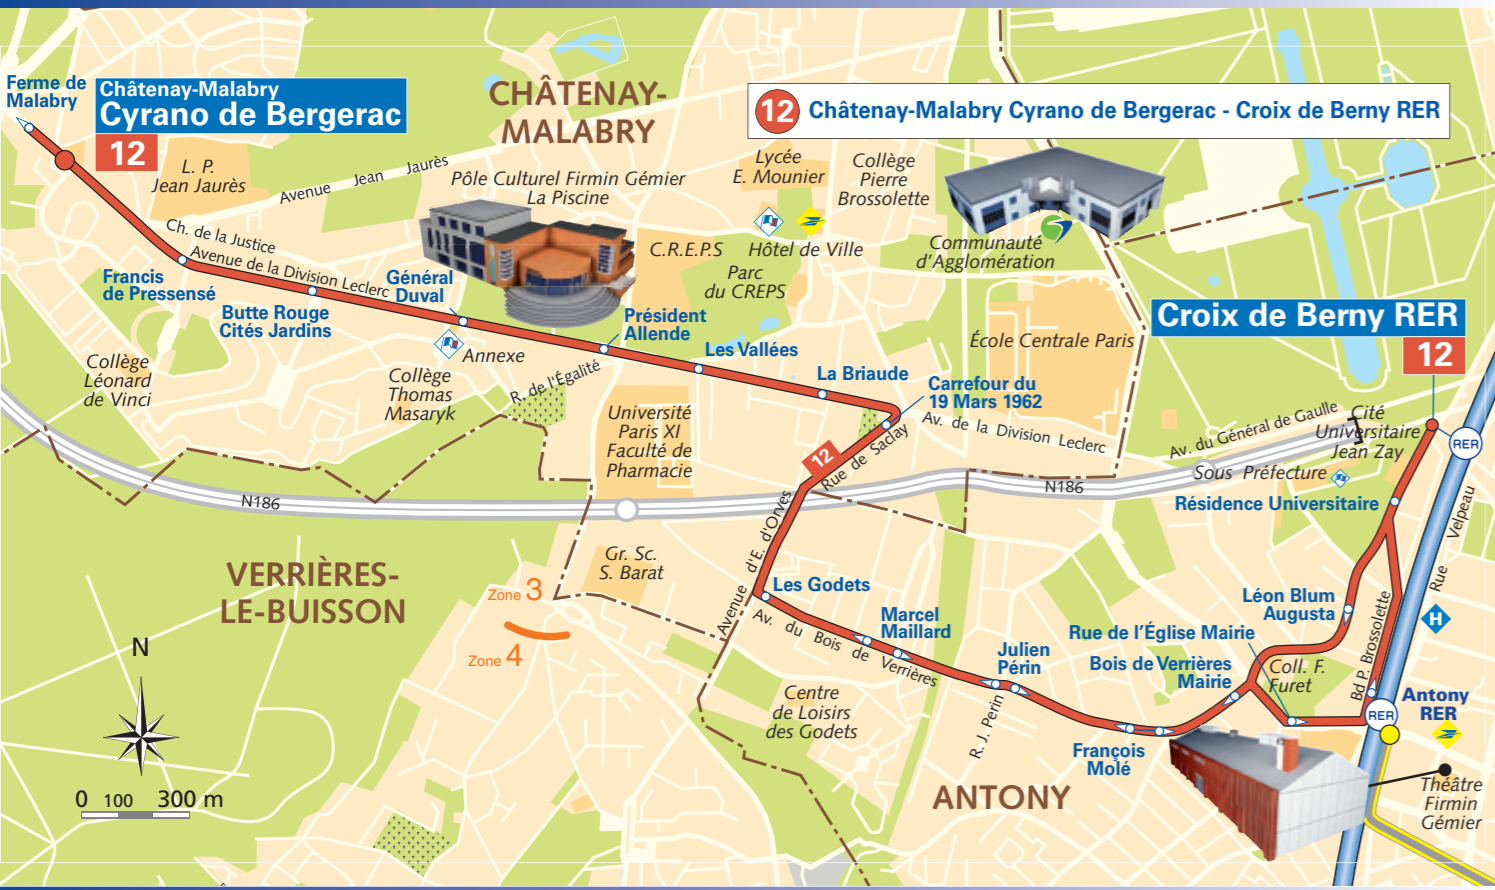 Ferme de
Malabry
Châtenay-Malabry
Cyrano de Bergerac
12
CHÂTENAY-
MALABRY
12 Châtenay-Malabry Cyrano de Bergerac - Croix de Berny RER
L. P.
Jean Jaurès
Avenue Jean Jaurès
Pôle Culturel Firmin Gémier
La Piscine
Lycée
E. Mounier
Collège
Pierre
Brossolette
Ch. de la Justice
Avenue de la Division Leclerc
C.R.E.P.S
Hôtel de Ville
Parc
du CREPS
Communauté
d'Agglomération
Francis
de Pressensé
Butte Rouge
Cités Jardins
Général
Duval
Président
Allende
Les Vallées
La Briaude
Carrefour du
19 Mars 1962
École Centrale Paris
Croix de Berny RER
12
Annexe
Collège
Léonard
de Vinci
Collège
Thomas
Masaryk
R. de l'Égalité
Université
Paris XI
Faculté de
Pharmacie
12
Rue de Saclay
Av. de la Division Leclerc
Av. du Général de Gaulle
Cité
Universitaire
Jean Zay
Sous Préfecture
RER
N186
N186
Résidence Universitaire
Rue Velpeau
Avenue d'E. d'Orves
Gr. Sc.
S. Barat
VERRIÈRES-
LE-BUISSON
Zone 3
Zone 4
Les Godets
Av. du Bois de Verrières
Marcel
Maillard
Julien
Périn
R. J. Perin
Léon Blum
Augusta
Rue de l'Église Mairie
Bois de Verrières
Mairie
Coll. F.
Furet
Bd P. Brossolette
H
Antony
RER
RER
N
Centre
de Loisirs
des Godets
François
Molé
ANTONY
Théâtre
Firmin
Gémier
0 100 300 m